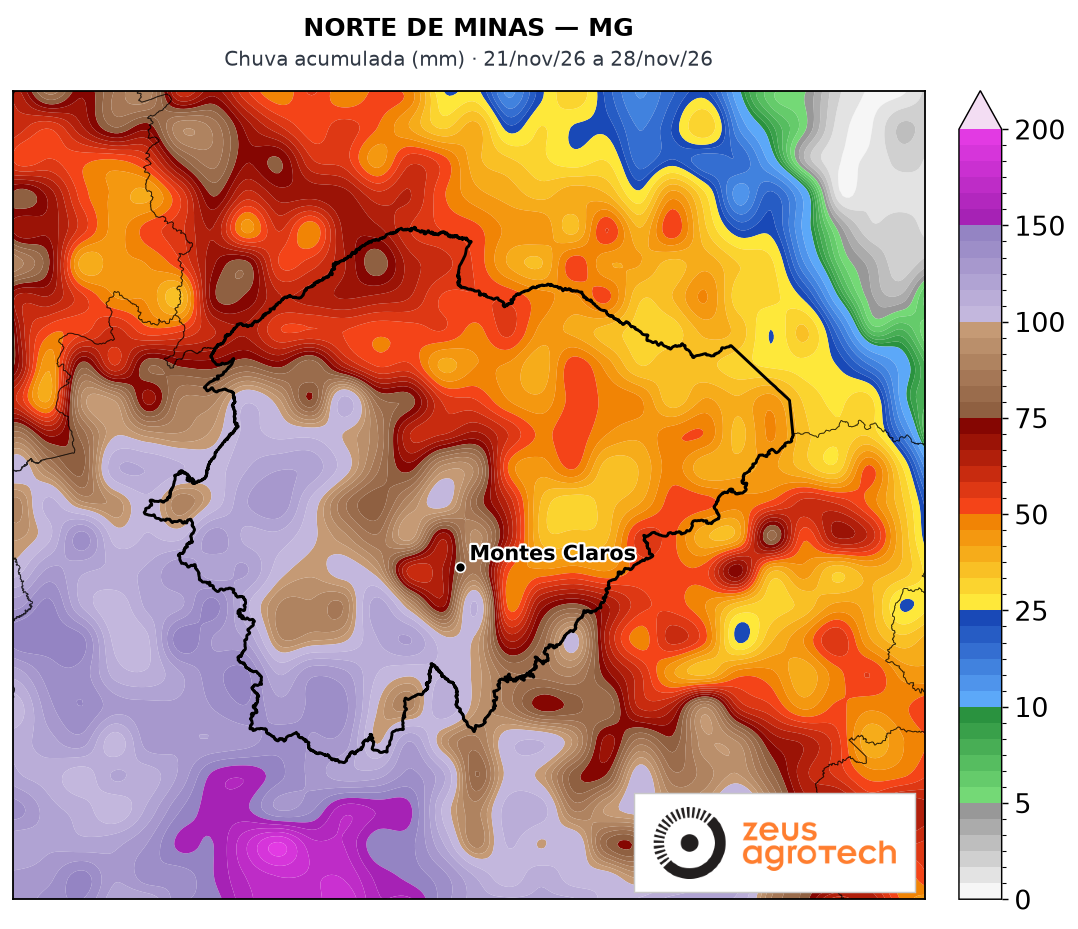 NORTE DE MINAS — MG
Chuva acumulada (mm) · 21/nov/26 a 28/nov/26
200
150
100
75
50
25
10
5
0
Montes Claros
zeus
agrotech